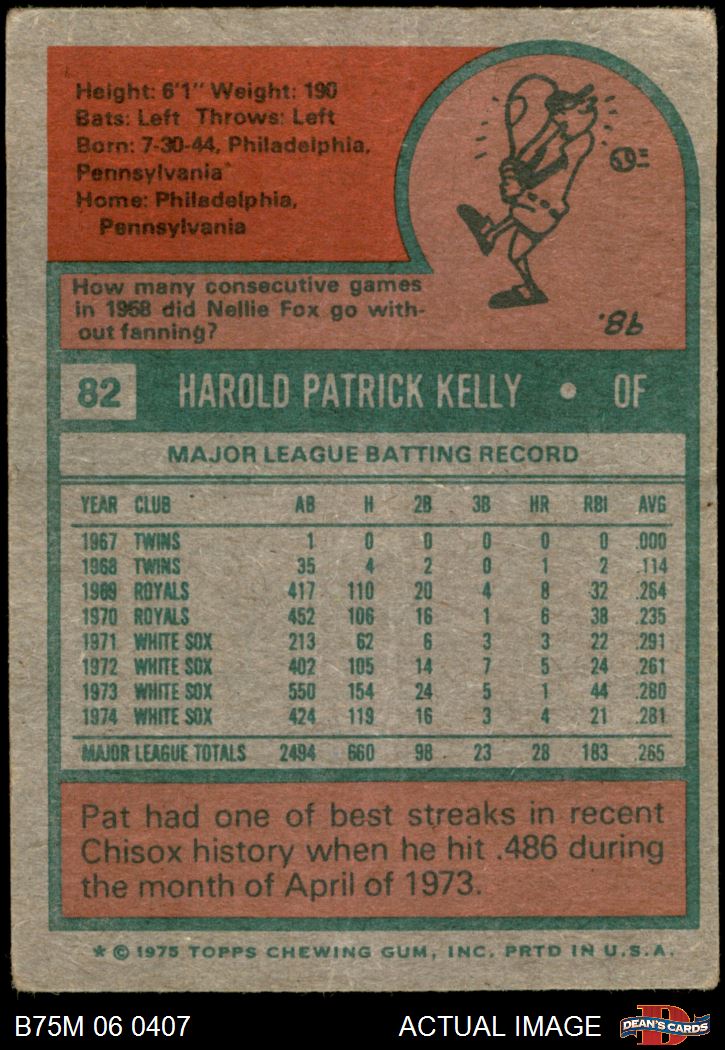 Height: 6'1" Weight: 190
Bats: Left Throws: Left
Born: 7-30-44, Philadelphia,
Pennsylvania
Home: Philadelphia,
Pennsylvania
How many consecutive games
in 1958 did Nellie Fox go with-
out fanning?
98.
82 HAROLD PATRICK KELLY • OF
MAJOR LEAGUE BATTING RECORD
YEAR CLUB AB H 2B 3B HR RBI AVG
1967 TWINS 1 0 0 0 0 0 .000
1968 TWINS 35 4 2 0 1 2 .114
1969 ROYALS 417 110 20 4 8 32 .264
1970 ROYALS 452 106 16 1 6 38 .235
1971 WHITE SOX 213 62 6 3 3 22 .291
1972 WHITE SOX 402 105 14 7 5 24 .261
1973 WHITE SOX 550 154 24 5 1 44 .280
1974 WHITE SOX 424 119 16 3 4 21 .281
MAJOR LEAGUE TOTALS 2494 660 98 23 28 183 .265
Pat had one of best streaks in recent
Chisox history when he hit .486 during
the month of April of 1973.
* © 1975 TOPPS CHEWING GUM, INC. PRTD IN U.S.A.
B75M 06 0407 ACTUAL IMAGE D DEAN'S CARDS